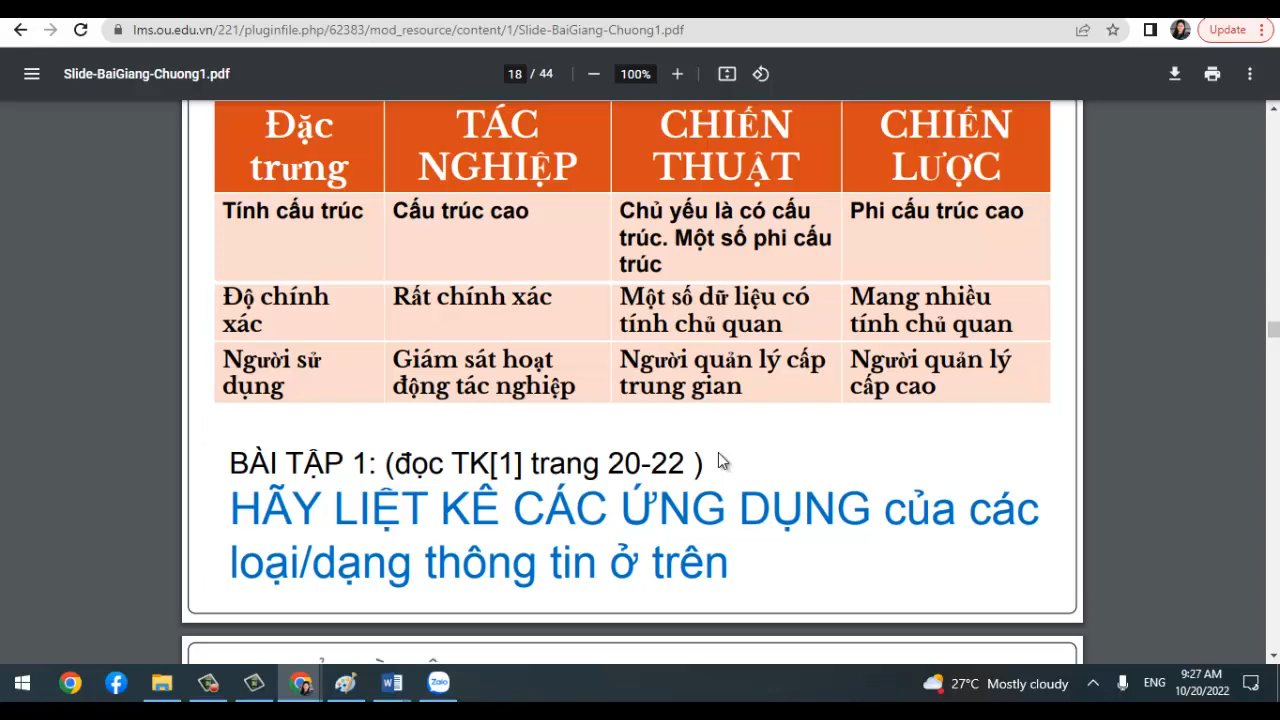 lms.ou.edu.vn/221/pluginfile.php/62383/mod_resource/content/1/Slide-BaiGiang-Chuong1.pdf
Update
Slide-BaiGiang-Chuong1.pdf
18 / 44
100%
Đặc trưng
TÁC NGHIỆP
CHIẾN THUẬT
CHIẾN LƯỢC
Tính cấu trúc
Cấu trúc cao
Chủ yếu là có cấu
trúc. Một số phi cấu
trúc
Phi cấu trúc cao
Độ chính
xác
Rất chính xác
Một số dữ liệu có
tính chủ quan
Mang nhiều
tính chủ quan
Người sử
dụng
Giám sát hoạt
động tác nghiệp
Người quản lý cấp
trung gian
Người quản lý
cấp cao
BÀI TẬP 1: (đọc TK[1] trang 20-22 )
HÃY LIỆT KÊ CÁC ỨNG DỤNG của các
loại/dạng thông tin ở trên
Zalo
27°C Mostly cloudy
ENG
9:27 AM
10/20/2022